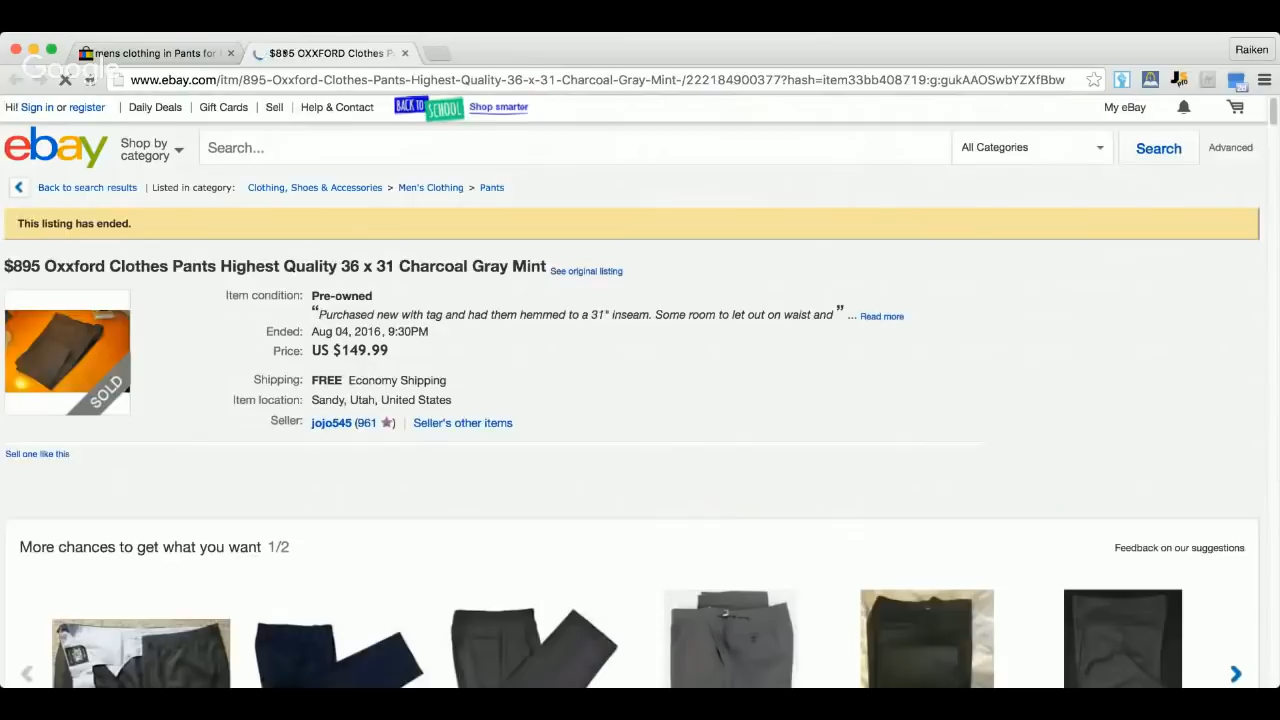 mens clothing in Pants for
$895 OXXFORD Clothes P
Raiken
Google
www.ebay.com/itm/895-Oxxford-Clothes-Pants-Highest-Quality-36-x-31-Charcoal-Gray-Mint-/222184900377?hash=item33bb408719:g:gukAAOSwbYZXfBbw
Hi! Sign in or register | Daily Deals | Gift Cards | Sell | Help & Contact BACK TO SCHOOL Shop smarter My eBay
ebay Shop by category Search... All Categories Search Advanced
Back to search results | Listed in category: Clothing, Shoes & Accessories > Men's Clothing > Pants
This listing has ended.
$895 Oxxford Clothes Pants Highest Quality 36 x 31 Charcoal Gray Mint See original listing
SOLD
Item condition: Pre-owned
“Purchased new with tag and had them hemmed to a 31" inseam. Some room to let out on waist and ” ... Read more
Ended: Aug 04, 2016, 9:30PM
Price: US $149.99
Shipping: FREE Economy Shipping
Item location: Sandy, Utah, United States
Seller: jojo545 (961 ) | Seller's other items
Sell one like this
More chances to get what you want 1/2 Feedback on our suggestions